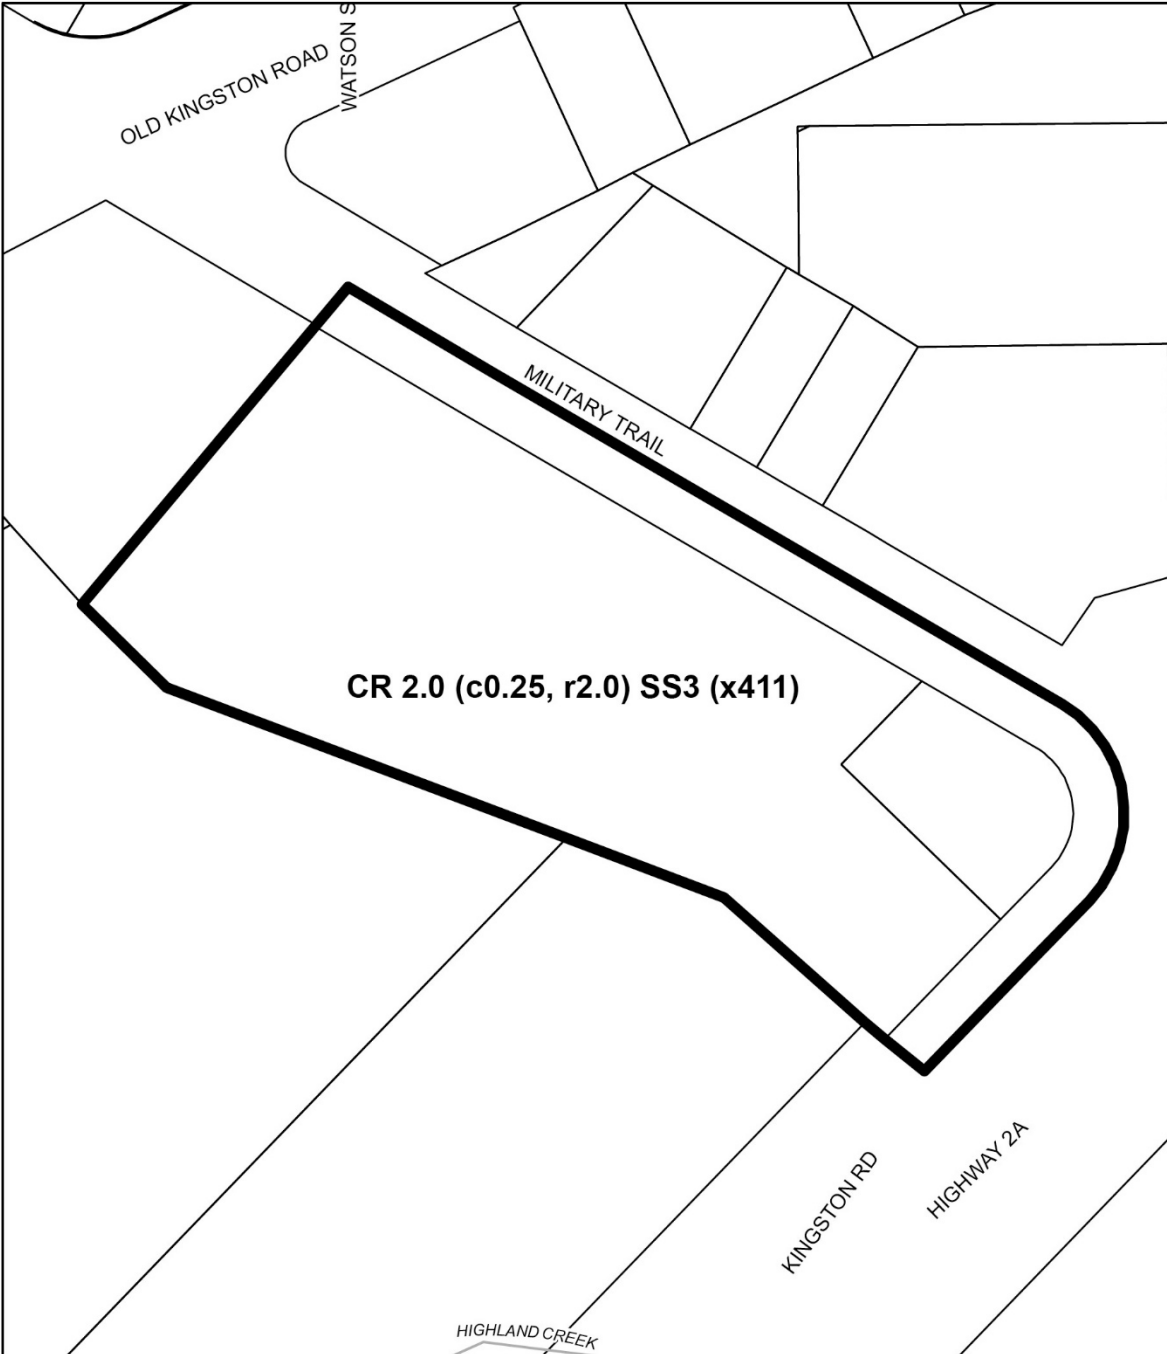 WATSON S
OLD KINGSTON ROAD
MILITARY TRAIL
CR 2.0 (c0.25, r2.0) SS3 (x411)
KINGSTON RD
HIGHWAY 2A
HIGHLAND CREEK